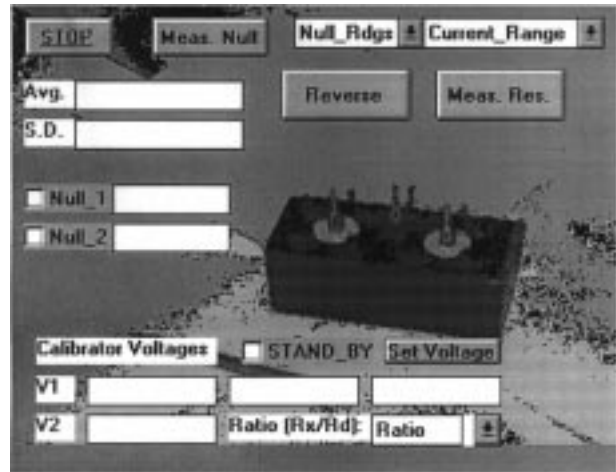 STOP Meas. Null Null_Rdgs Current_Range
Avg. Reverse Meas. Res.
S.D.
Null_1
Null_2
Calibrator Voltages STAND_BY Set Voltage
V1
V2 Ratio (Rx/Rd): Ratio